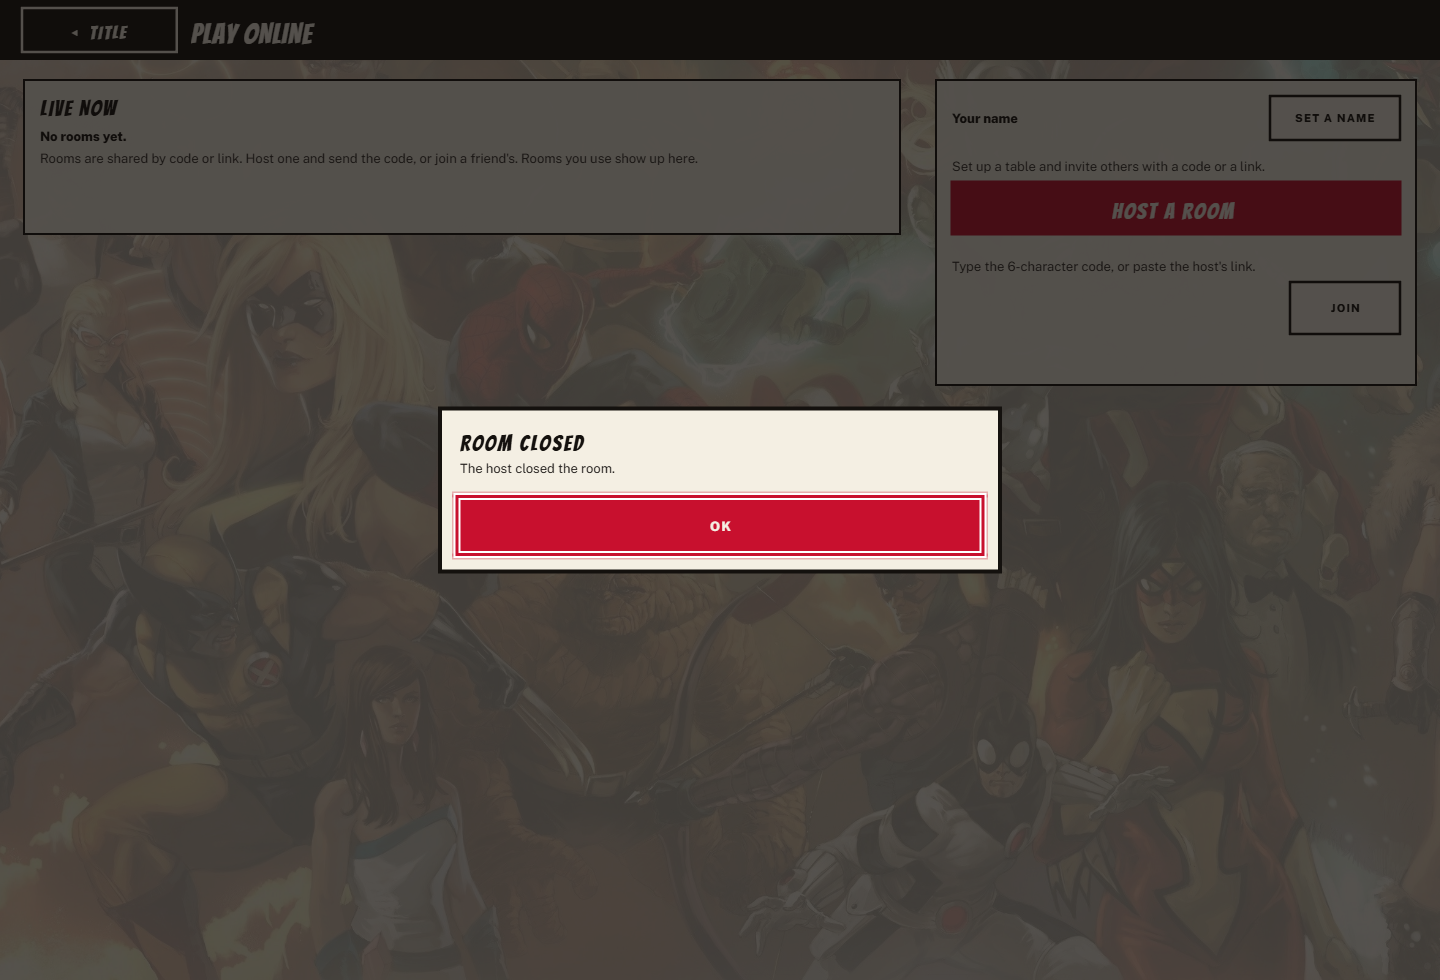 ◂ TITLE
PLAY ONLINE
LIVE NOW
No rooms yet.
Rooms are shared by code or link. Host one and send the code, or join a friend's. Rooms you use show up here.
Your name
SET A NAME
Set up a table and invite others with a code or a link.
HOST A ROOM
Type the 6-character code, or paste the host's link.
JOIN
ROOM CLOSED
The host closed the room.
OK